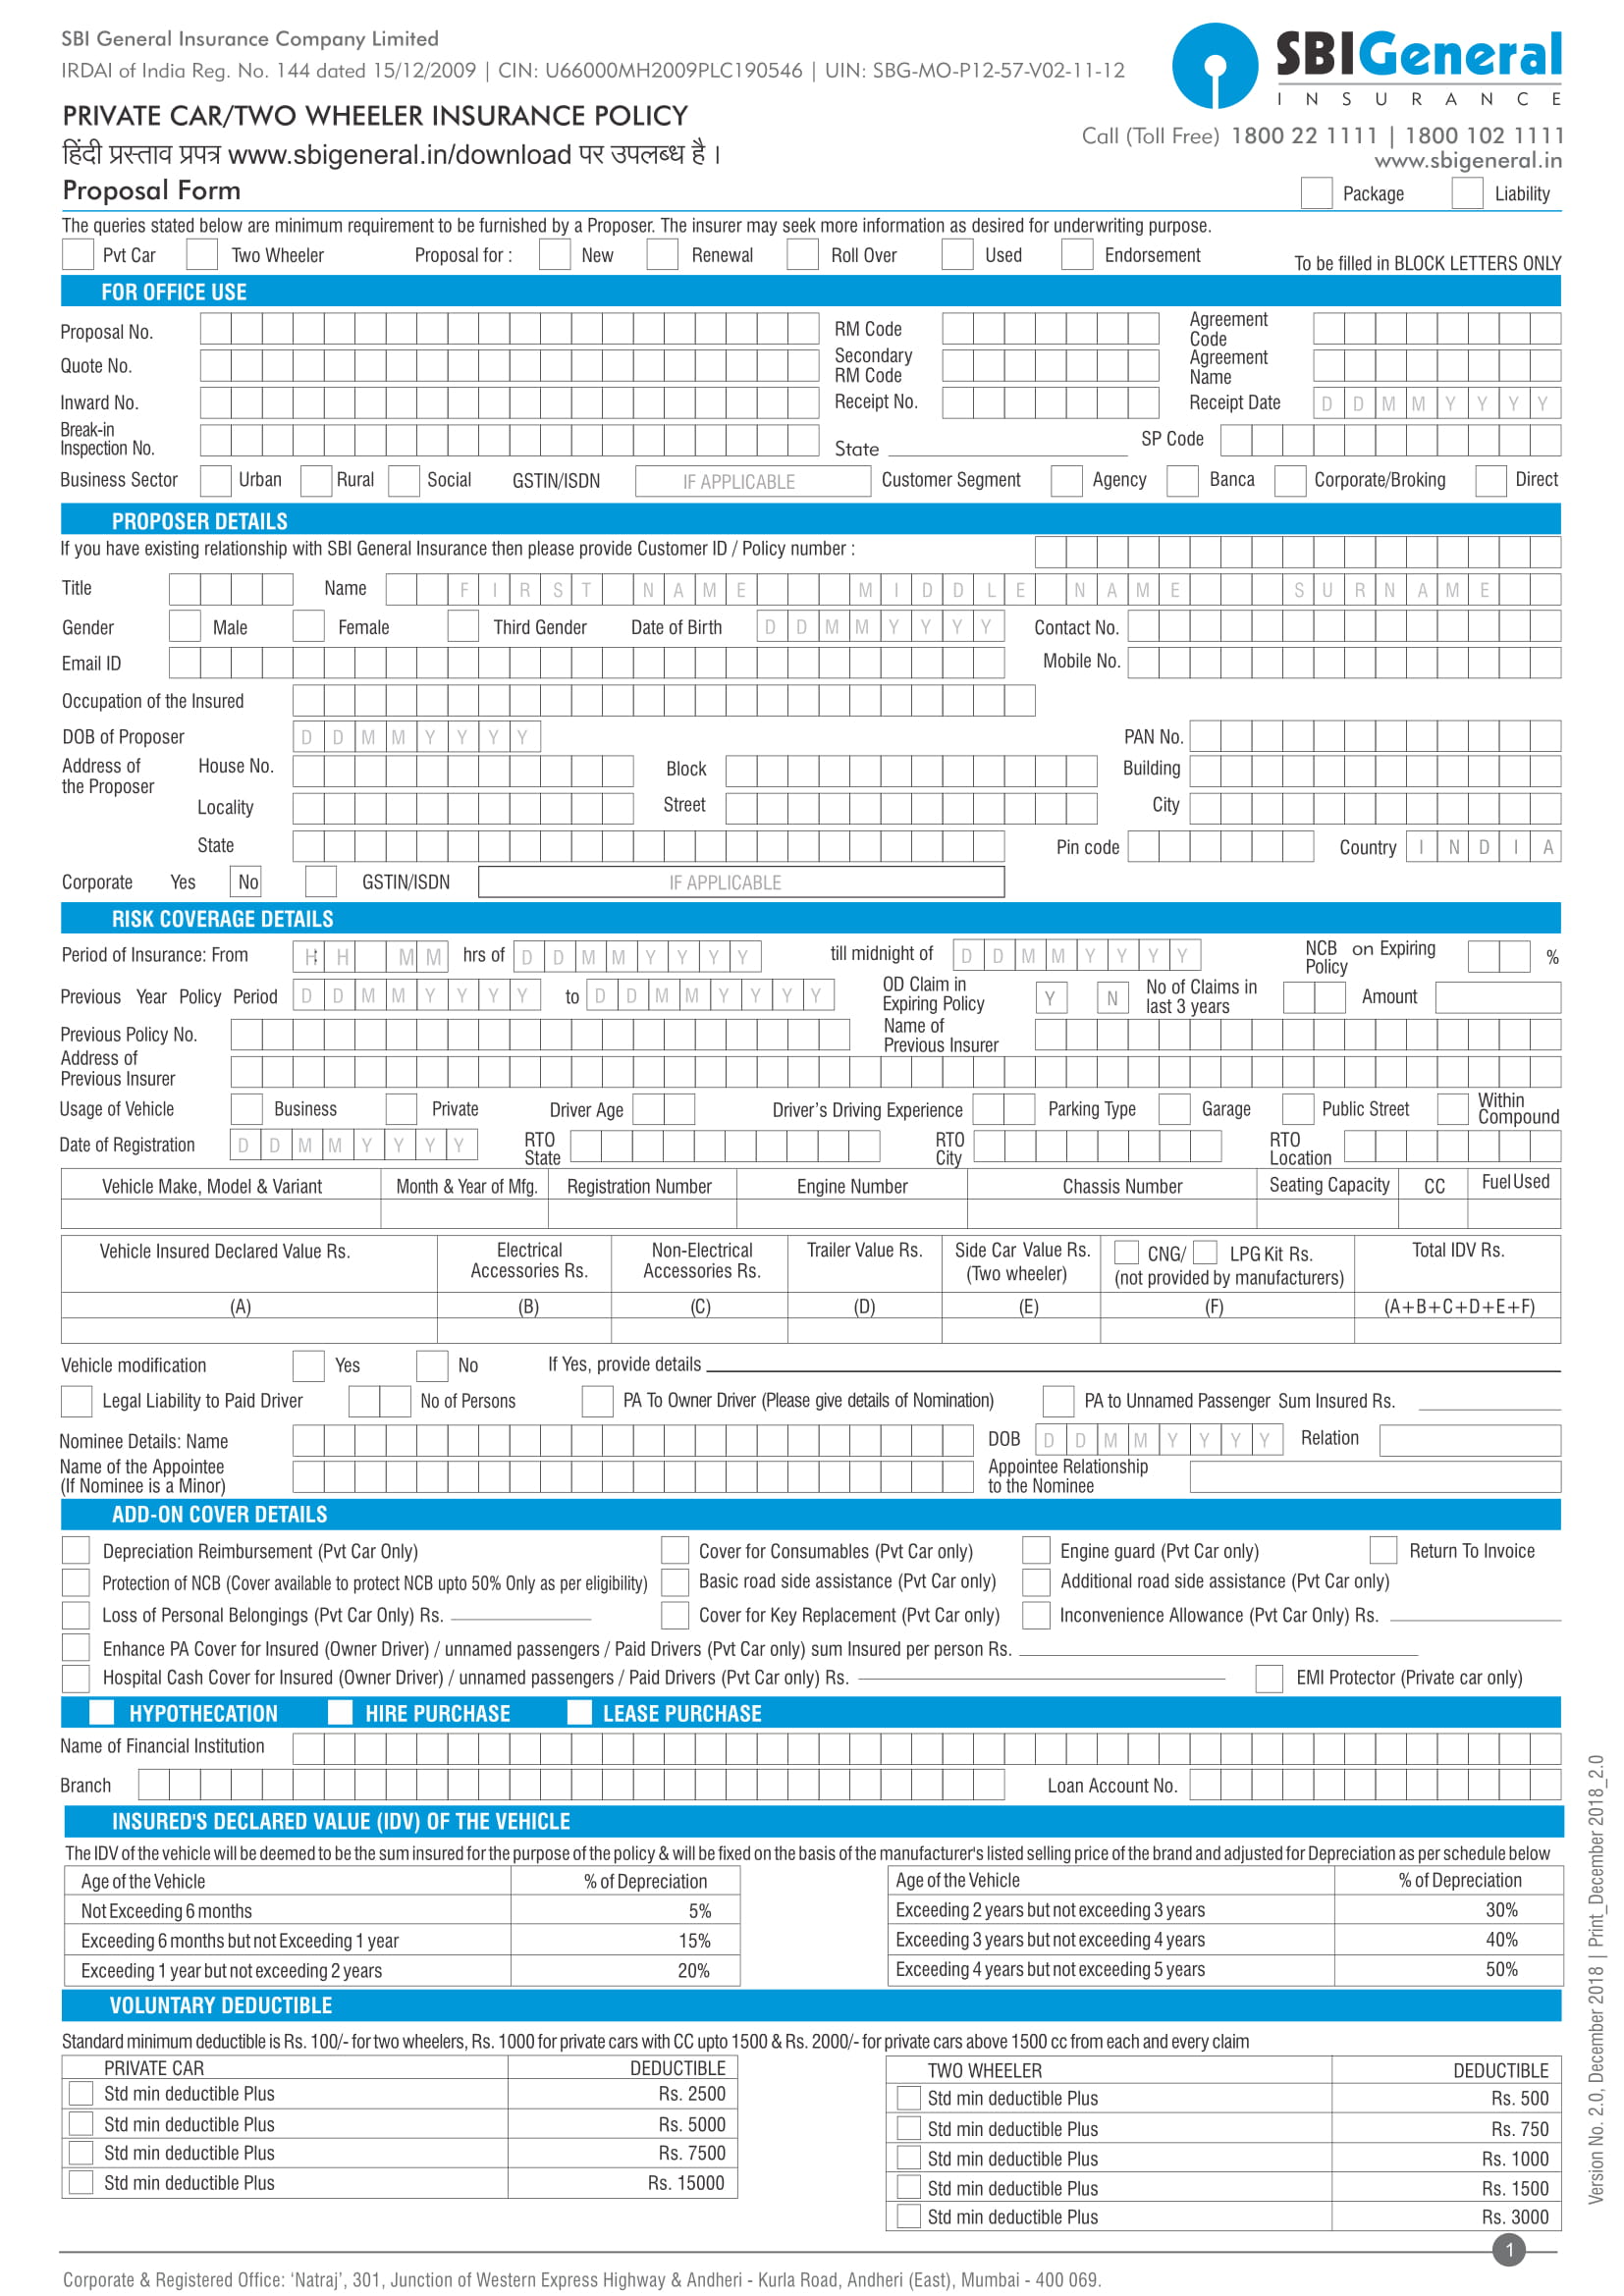 SBI General Insurance Company Limited
IRDAI of India Reg. No. 144 dated 15/12/2009 | CIN: U66000MH2009PLC190546 | UIN: SBG-MO-P12-57-V02-11-12
SBIGeneral
INSURANCE
PRIVATE CAR/TWO WHEELER INSURANCE POLICY
Call (Toll Free) 1800 22 1111 | 1800 102 1111
हिंदी प्रस्ताव प्रपत्र www.sbigeneral.in/download पर उपलब्ध है ।
www.sbigeneral.in
Proposal Form Package Liability
The queries stated below are minimum requirement to be furnished by a Proposer. The insurer may seek more information as desired for underwriting purpose.
Pvt Car Two Wheeler Proposal for : New Renewal Roll Over Used Endorsement To be filled in BLOCK LETTERS ONLY
FOR OFFICE USE
Proposal No. RM Code Agreement Code
Quote No. Secondary RM Code Agreement Name
Inward No. Receipt No. Receipt Date D D M M Y Y Y Y
Break-in Inspection No. State SP Code
Business Sector Urban Rural Social GSTIN/ISDN IF APPLICABLE Customer Segment Agency Banca Corporate/Broking Direct
PROPOSER DETAILS
If you have existing relationship with SBI General Insurance then please provide Customer ID / Policy number :
Title Name F I R S T N A M E M I D D L E N A M E S U R N A M E
Gender Male Female Third Gender Date of Birth D D M M Y Y Y Y Contact No.
Email ID Mobile No.
Occupation of the Insured
DOB of Proposer D D M M Y Y Y Y PAN No.
Address of the Proposer House No. Block Building
Locality Street City
State Pin code Country I N D I A
Corporate Yes No GSTIN/ISDN IF APPLICABLE
RISK COVERAGE DETAILS
Period of Insurance: From H : H M M hrs of D D M M Y Y Y Y till midnight of D D M M Y Y Y Y NCB on Expiring Policy %
Previous Year Policy Period D D M M Y Y Y Y to D D M M Y Y Y Y OD Claim in Expiring Policy Y N No of Claims in last 3 years Amount
Previous Policy No. Name of Previous Insurer
Address of Previous Insurer
Usage of Vehicle Business Private Driver Age Driver's Driving Experience Parking Type Garage Public Street Within Compound
Date of Registration D D M M Y Y Y Y RTO State RTO City RTO Location
Vehicle Make, Model & Variant Month & Year of Mfg. Registration Number Engine Number Chassis Number Seating Capacity CC Fuel Used
Vehicle Insured Declared Value Rs. Electrical Accessories Rs. Non-Electrical Accessories Rs. Trailer Value Rs. Side Car Value Rs. (Two wheeler) CNG/ LPG Kit Rs. (not provided by manufacturers) Total IDV Rs.
(A) (B) (C) (D) (E) (F) (A+B+C+D+E+F)
Vehicle modification Yes No If Yes, provide details
Legal Liability to Paid Driver No of Persons PA To Owner Driver (Please give details of Nomination) PA to Unnamed Passenger Sum Insured Rs.
Nominee Details: Name DOB D D M M Y Y Y Y Relation
Name of the Appointee (If Nominee is a Minor) Appointee Relationship to the Nominee
ADD-ON COVER DETAILS
Depreciation Reimbursement (Pvt Car Only) Cover for Consumables (Pvt Car only) Engine guard (Pvt Car only) Return To Invoice
Protection of NCB (Cover available to protect NCB upto 50% Only as per eligibility) Basic road side assistance (Pvt Car only) Additional road side assistance (Pvt Car only)
Loss of Personal Belongings (Pvt Car Only) Rs. Cover for Key Replacement (Pvt Car only) Inconvenience Allowance (Pvt Car Only) Rs.
Enhance PA Cover for Insured (Owner Driver) / unnamed passengers / Paid Drivers (Pvt Car only) sum Insured per person Rs.
Hospital Cash Cover for Insured (Owner Driver) / unnamed passengers / Paid Drivers (Pvt Car only) Rs. EMI Protector (Private car only)
HYPOTHECATION HIRE PURCHASE LEASE PURCHASE
Name of Financial Institution
Branch Loan Account No.
INSURED'S DECLARED VALUE (IDV) OF THE VEHICLE
The IDV of the vehicle will be deemed to be the sum insured for the purpose of the policy & will be fixed on the basis of the manufacturer's listed selling price of the brand and adjusted for Depreciation as per schedule below
Age of the Vehicle % of Depreciation Age of the Vehicle % of Depreciation
Not Exceeding 6 months 5% Exceeding 2 years but not exceeding 3 years 30%
Exceeding 6 months but not Exceeding 1 year 15% Exceeding 3 years but not exceeding 4 years 40%
Exceeding 1 year but not exceeding 2 years 20% Exceeding 4 years but not exceeding 5 years 50%
VOLUNTARY DEDUCTIBLE
Standard minimum deductible is Rs. 100/- for two wheelers, Rs. 1000 for private cars with CC upto 1500 & Rs. 2000/- for private cars above 1500 cc from each and every claim
PRIVATE CAR DEDUCTIBLE TWO WHEELER DEDUCTIBLE
Std min deductible Plus Rs. 2500 Std min deductible Plus Rs. 500
Std min deductible Plus Rs. 5000 Std min deductible Plus Rs. 750
Std min deductible Plus Rs. 7500 Std min deductible Plus Rs. 1000
Std min deductible Plus Rs. 15000 Std min deductible Plus Rs. 1500
Std min deductible Plus Rs. 3000
1
Corporate & Registered Office: 'Natraj', 301, Junction of Western Express Highway & Andheri - Kurla Road, Andheri (East), Mumbai - 400 069.
Version No. 2.0, December 2018 | Print_December 2018_2.0